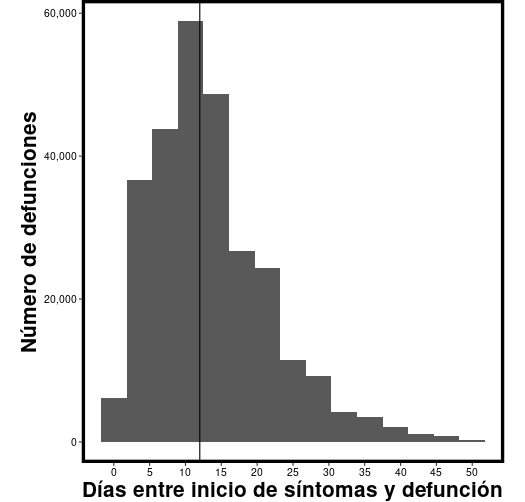 Número de defunciones
60,000
40,000
20,000
0
0 5 10 15 20 25 30 35 40 45 50
Días entre inicio de síntomas y defunción